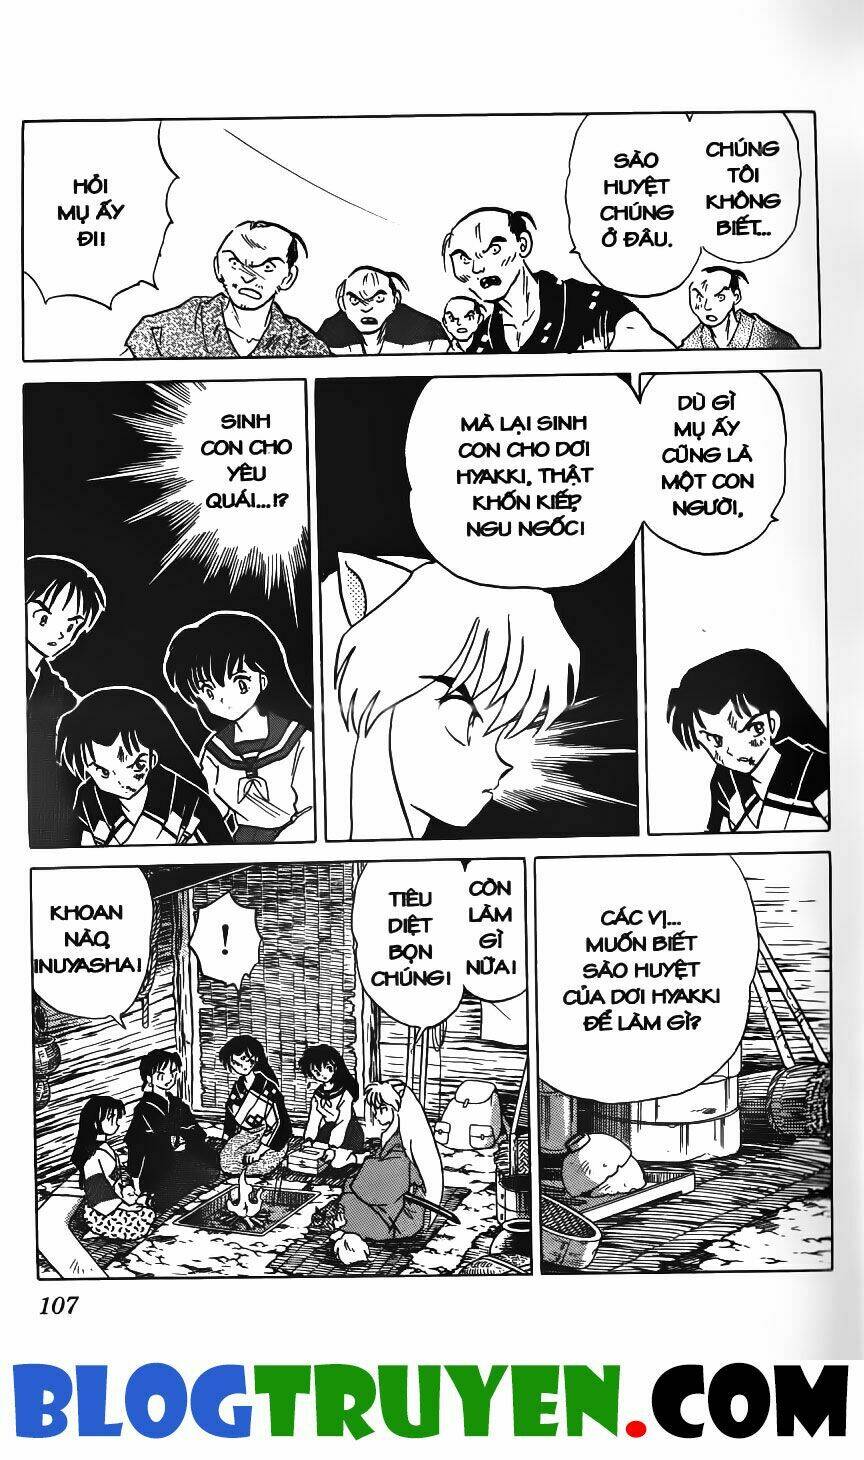 CHÚNG
TÔI
KHÔNG
BIẾT...
SÀO
HUYỆT
CHÚNG
Ở ĐÂU.
HỎI
MỤ ẤY
ĐI!
DÙ GÌ
MỤ ẤY
CŨNG LÀ
MỘT CON
NGƯỜI,
MÀ LẠI SINH
CON CHO DƠI
HYAKKI, THẬT
KHỐN KIẾP,
NGU NGỐC!
SINH
CON CHO
YÊU
QUÁI...!?
CÁC VỊ...
MUỐN BIẾT
SÀO HUYỆT
CỦA DƠI HYAKKI
ĐỂ LÀM GÌ?
CÒN
LÀM
GÌ
NỮA!
TIÊU
DIỆT
BỌN
CHÚNG!
!
KHOAN
NÀO,
INUYASHA!
107
BLOGTRUYEN.COM